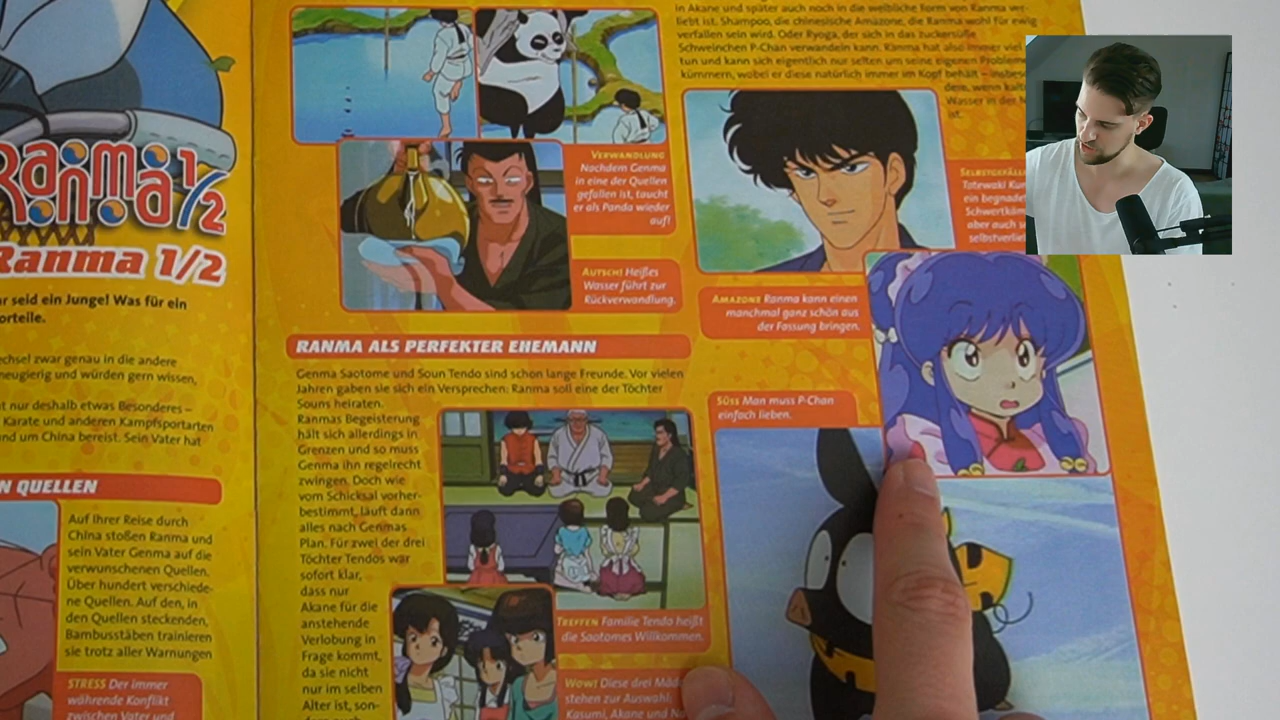 Ranma 1/2
Ranma 1/2
seid ein Junge! Was für ein
echsel zwar genau in die andere
neugierig und würden gern wissen,
nur deshalb etwas Besonderes –
Karate und anderen Kampfsportarten
um China bereist. Sein Vater hat
QUELLEN
Auf ihrer Reise durch
China stoßen Ranma und
sein Vater Genma auf die
verwunschenen Quellen.
Über hundert verschiede-
ne Quellen. Auf den, in
den Quellen steckenden,
Bambusstäben trainieren
sie trotz aller Warnungen
STRESS Der immer
währende Konflikt
zwischen Vater und
VERWANDLUNG
Nachdem Genma
in eine der Quellen
gefallen ist, taucht
er als Panda wieder
auf!
AUTSCH! Heißes
Wasser führt zur
Rückverwandlung.
RANMA ALS PERFEKTER EHEMANN
Genma Saotome und Soun Tendo sind schon lange Freunde. Vor vielen
Jahren gaben sie sich ein Versprechen: Ranma soll eine der Töchter
Souns heiraten.
Ranmas Begeisterung
hält sich allerdings in
Grenzen und so muss
Genma ihn regelrecht
zwingen. Doch wie
vom Schicksal vorher-
bestimmt, läuft dann
alles nach Genmas
Plan. Für zwei der drei
Töchter Tendos war
sofort klar,
dass nur
Akane für die
anstehende
Verlobung in
Frage kommt,
da sie nicht
nur im selben
Alter ist, son-
TREFFEN Familie Tendo heißt
die Saotomes Willkommen.
WOW! Diese drei
stehen zur Auswahl:
Kasumi, Akane und
in Akane und später auch noch in die weibliche Form von Ranma ver-
liebt ist. Shampoo, die chinesische Amazone, die Ranma wohl für ewig
verfallen sein wird. Oder Ryoga, der sich in das zuckersüße
Schweinchen P-Chan verwandeln kann. Ranma hat also immer viel
tun und kann sich eigentlich nur selten um seine eigenen Probleme
kümmern, wobei er diese natürlich immer im Kopf behält –
dere, wenn
Wasser in der
ist.
Tatewaki
ein
aber auch
AMAZONE Ranma kann einen
manchmal ganz schön aus
der Fassung bringen.
SÜSS Man muss P-Chan
einfach lieben.